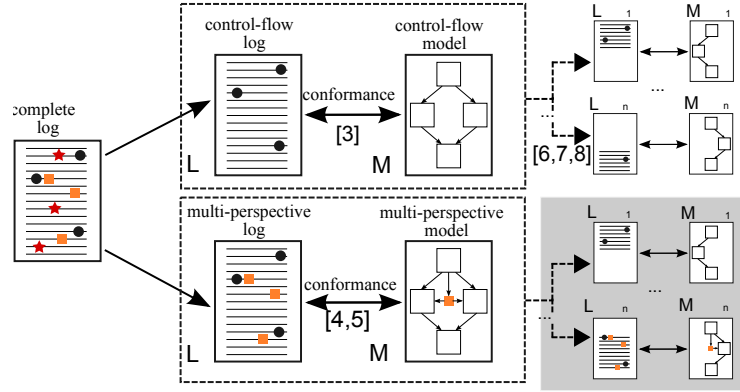 control-flow
log
control-flow
model
conformance
[3]
L
M
complete
log
L 1
M 1
...
...
L n
M n
[6,7,8]
multi-perspective
log
multi-perspective
model
conformance
[4,5]
L
M
L 1
M 1
...
...
L n
M n